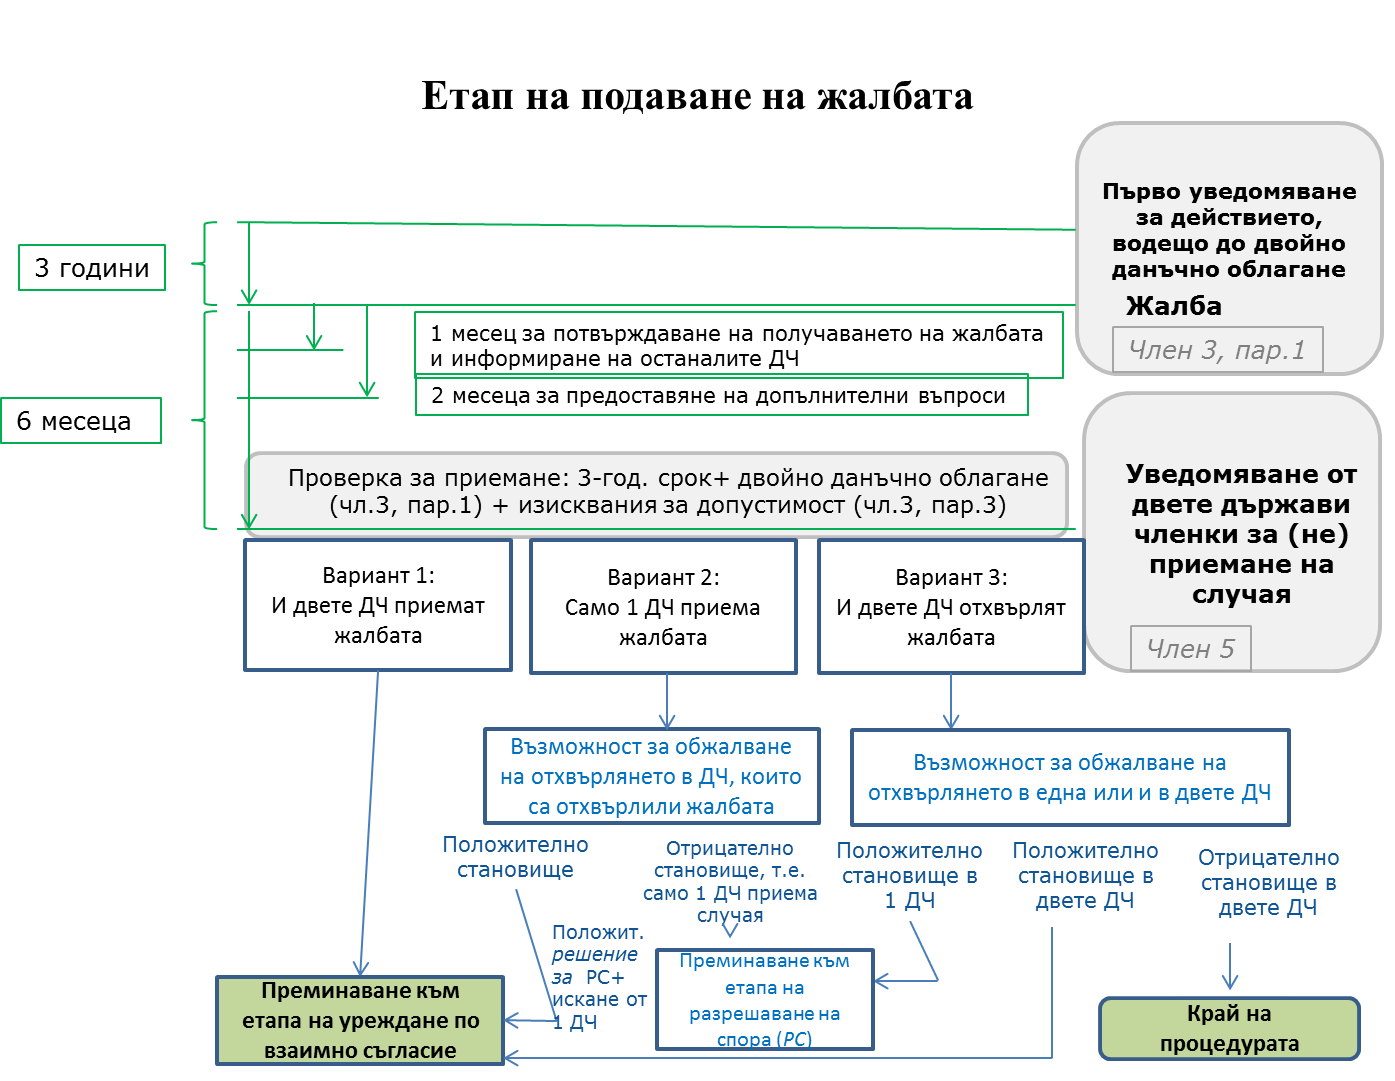 Етап на подаване на жалбата
Първо уведомяване
за действието,
водещо до двойно
данъчно облагане
Жалба
Член 3, пар.1
3 години
1 месец за потвърждаване на получаването на жалбата
и информиране на останалите ДЧ
2 месеца за предоставяне на допълнителни въпроси
6 месеца
Проверка за приемане: 3-год. срок+ двойно данъчно облагане
(чл.3, пар.1) + изисквания за допустимост (чл.3, пар.3)
Уведомяване от
двете държави
членки за (не)
приемане на
случая
Член 5
Вариант 1:
И двете ДЧ приемат
жалбата
Вариант 2:
Само 1 ДЧ приема
жалбата
Вариант 3:
И двете ДЧ отхвърлят
жалбата
Възможност за обжалване
на отхвърлянето в ДЧ, които
са отхвърлили жалбата
Възможност за обжалване на
отхвърлянето в една или и в двете ДЧ
Положително
становище
Отрицателно
становище, т.е.
само 1 ДЧ приема
случая
Положително
становище в
1 ДЧ
Положително
становище в
двете ДЧ
Отрицателно
становище в
двете ДЧ
Положит.
решение
за РС+
искане от
1 ДЧ
Преминаване към
етапа на уреждане по
взаимно съгласие
Преминаване към
етапа на
разрешаване на
спора (РС)
Край на
процедурата